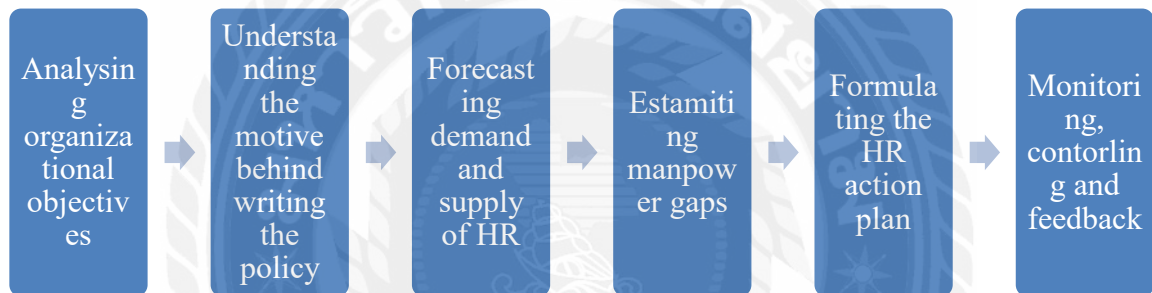 Analysin
g
organiza
tional
objectiv
es
Understa
nding
the
motive
behind
writing
the
policy
Forecast
ing
demand
and
supply
of HR
Estamiti
ng
manpow
er gaps
Formula
ting the
HR
action
plan
Monitori
ng,
contorlin
g and
feedback